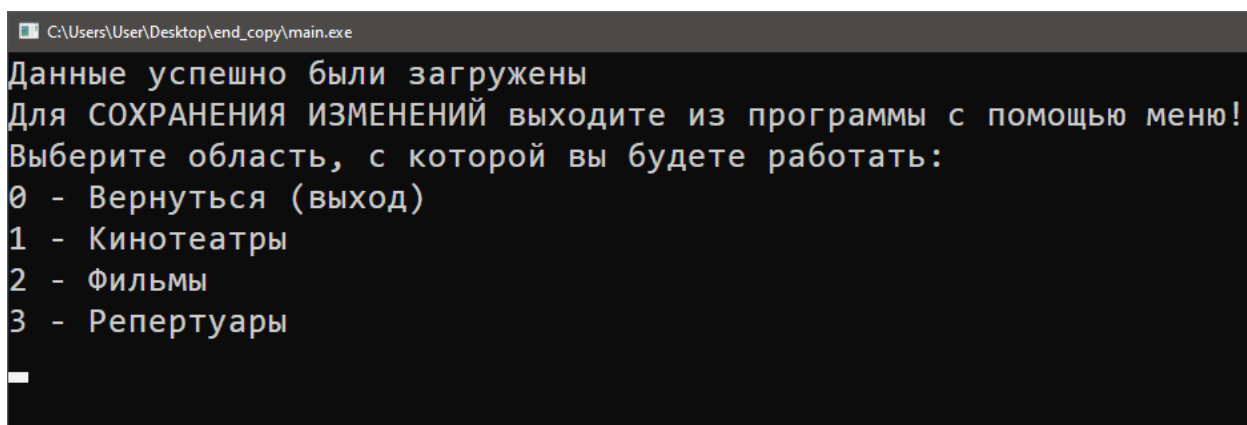 C:\Users\User\Desktop\end_copy\main.exe
Данные успешно были загружены
Для СОХРАНЕНИЯ ИЗМЕНЕНИЙ выходите из программы с помощью меню!
Выберите область, с которой вы будете работать:
0 - Вернуться (выход)
1 - Кинотеатры
2 - Фильмы
3 - Репертуары